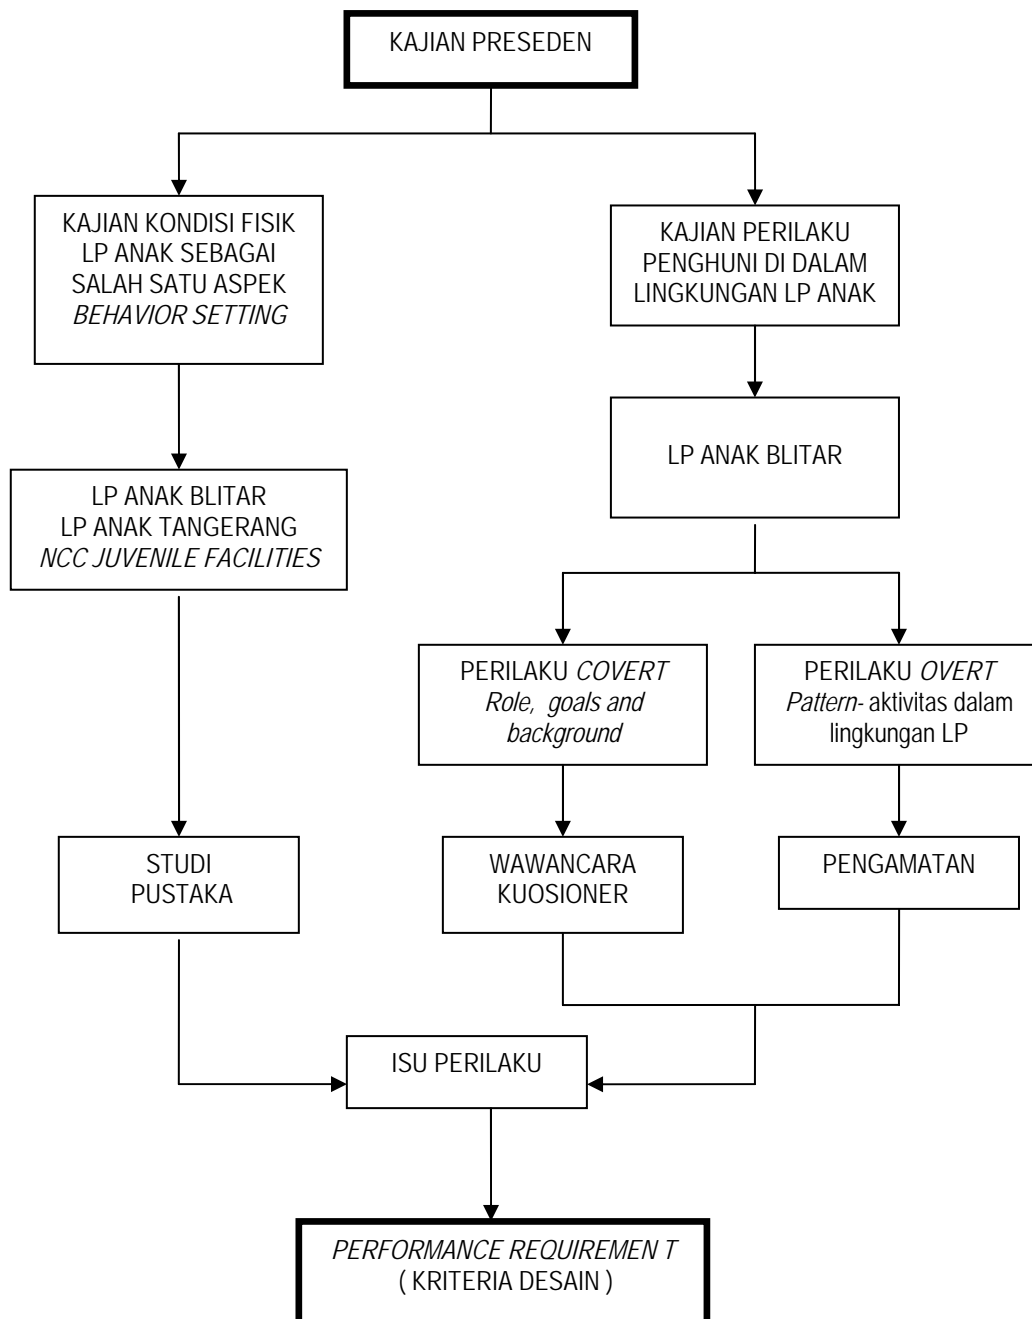 KAJIAN PRESEDEN
KAJIAN KONDISI FISIK
LP ANAK SEBAGAI
SALAH SATU ASPEK
BEHAVIOR SETTING
KAJIAN PERILAKU
PENGHUNI DI DALAM
LINGKUNGAN LP ANAK
LP ANAK BLITAR
LP ANAK BLITAR
LP ANAK TANGERANG
NCC JUVENILE FACILITIES
PERILAKU COVERT
Role, goals and
background
PERILAKU OVERT
Pattern- aktivitas dalam
lingkungan LP
STUDI
PUSTAKA
WAWANCARA
KUOSIONER
PENGAMATAN
ISU PERILAKU
PERFORMANCE REQUIREMEN T
( KRITERIA DESAIN )